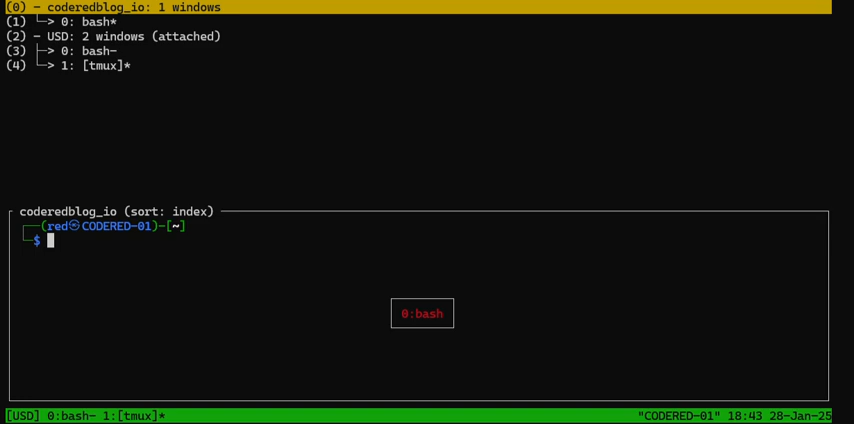 (0) - coderedblog_io: 1 windows
(1) └─> 0: bash*
(2) - USD: 2 windows (attached)
(3) ├─> 0: bash-
(4) └─> 1: [tmux]*
coderedblog_io (sort: index)
┌──(red㉿CODERED-01)-[~]
└─$
0:bash
[USD] 0:bash- 1:[tmux]* "CODERED-01" 18:43 28-Jan-25